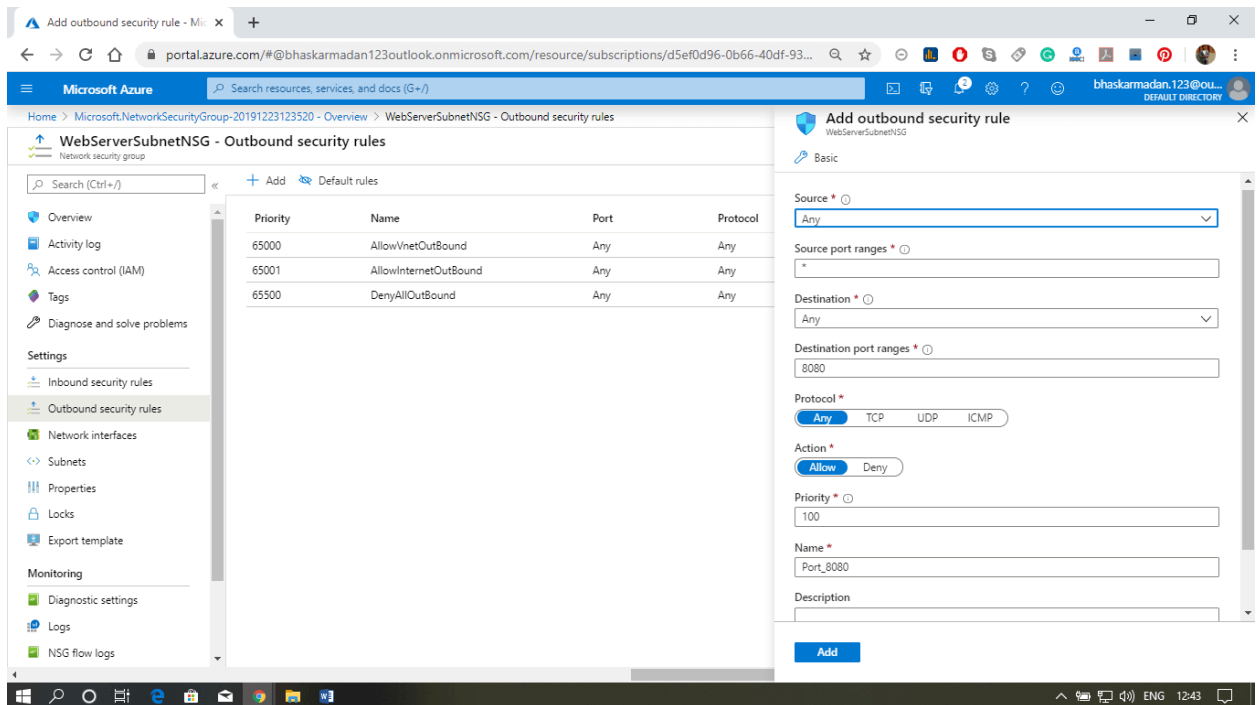 Add outbound security rule - Mic
portal.azure.com/#@bhaskarmadan123outlook.onmicrosoft.com/resource/subscriptions/d5ef0d96-0b66-40df-93...
Microsoft Azure
Search resources, services, and docs (G+/)
2
bhaskarmadan.123@ou...
DEFAULT DIRECTORY
Home > Microsoft.NetworkSecurityGroup-20191223123520 - Overview > WebServerSubnetNSG - Outbound security rules
WebServerSubnetNSG - Outbound security rules
Network security group
Search (Ctrl+/)
Overview
Activity log
Access control (IAM)
Tags
Diagnose and solve problems
Settings
Inbound security rules
Outbound security rules
Network interfaces
Subnets
Properties
Locks
Export template
Monitoring
Diagnostic settings
Logs
NSG flow logs
+ Add Default rules
Priority Name Port Protocol
65000 AllowVnetOutBound Any Any
65001 AllowInternetOutBound Any Any
65500 DenyAllOutBound Any Any
Add outbound security rule
WebServerSubnetNSG
Basic
Source *
Any
Source port ranges *
*
Destination *
Any
Destination port ranges *
8080
Protocol *
Any TCP UDP ICMP
Action *
Allow Deny
Priority *
100
Name *
Port_8080
Description
Add
ENG 12:43